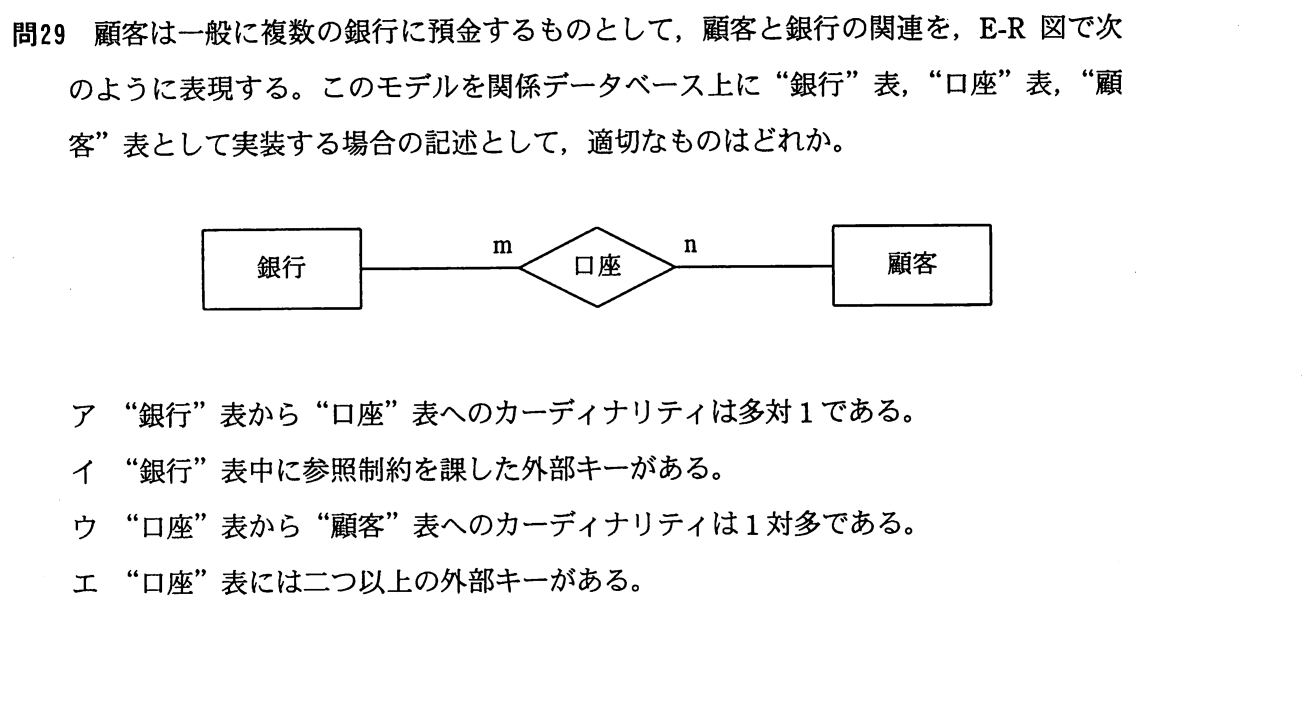 問29 顧客は一般に複数の銀行に預金するものとして，顧客と銀行の関連を，E-R 図で次
のように表現する。このモデルを関係データベース上に“銀行”表，“口座”表，“顧
客”表として実装する場合の記述として，適切なものはどれか。
銀行 m 口座 n 顧客
ア “銀行”表から“口座”表へのカーディナリティは多対1である。
イ “銀行”表中に参照制約を課した外部キーがある。
ウ “口座”表から“顧客”表へのカーディナリティは1対多である。
エ “口座”表には二つ以上の外部キーがある。